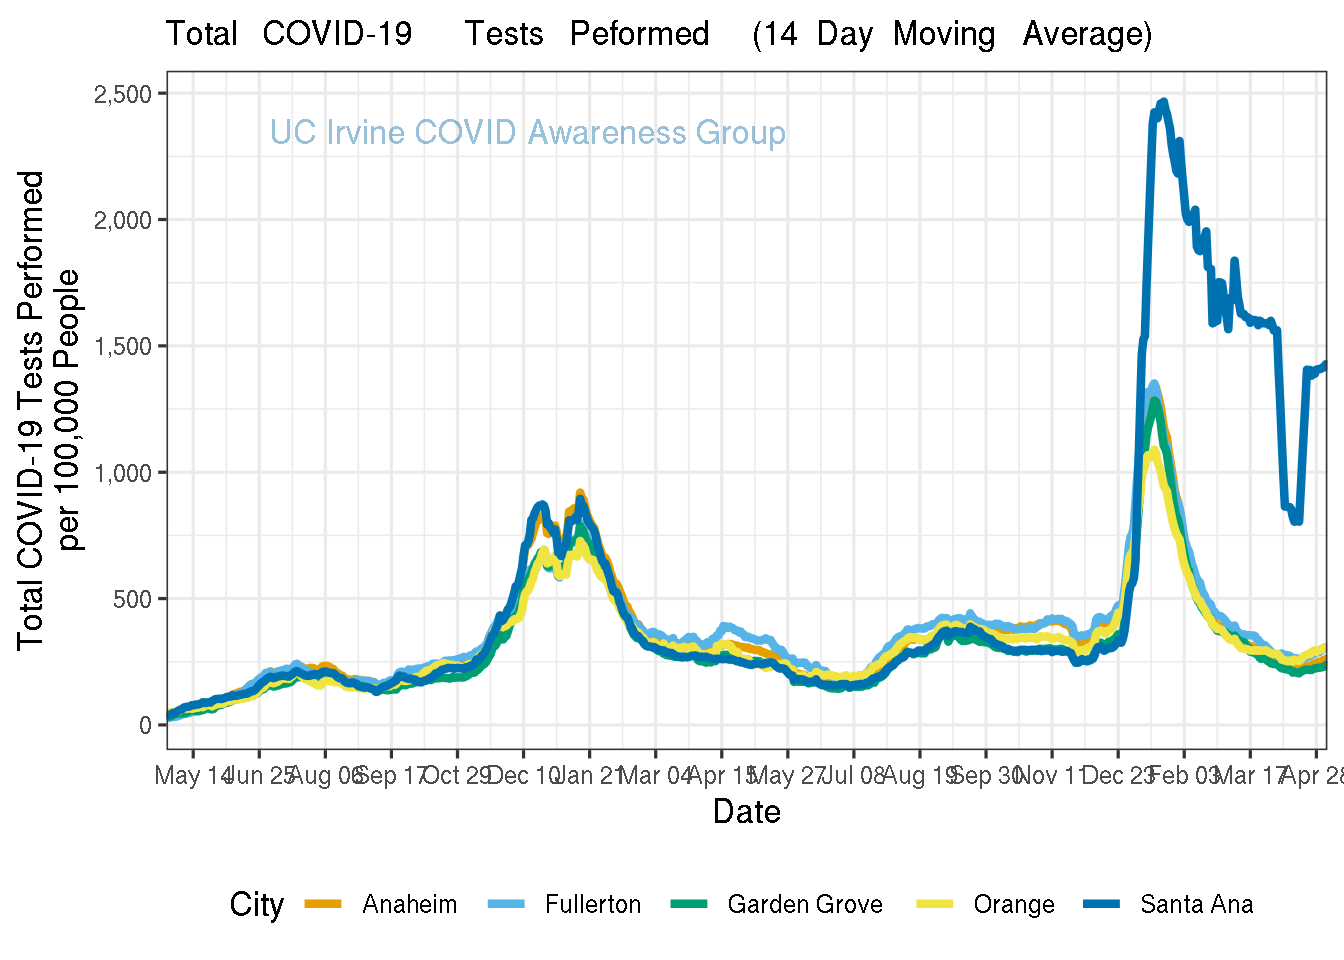 Total COVID-19 Tests Peformed (14 Day Moving Average)
UC Irvine COVID Awareness Group
Total COVID-19 Tests Performed
per 100,000 People
2,500
2,000
1,500
1,000
500
0
May 14 Jun 25 Aug 06 Sep 17 Oct 29 Dec 10 Jan 21 Mar 04 Apr 15 May 27 Jul 08 Aug 19 Sep 30 Nov 11 Dec 23 Feb 03 Mar 17 Apr 28
Date
City Anaheim Fullerton Garden Grove Orange Santa Ana